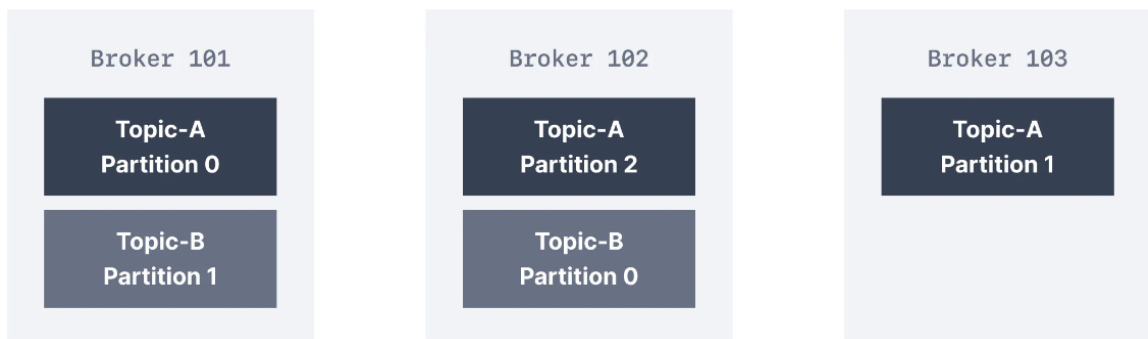 Broker 101
Topic-A
Partition 0
Topic-B
Partition 1
Broker 102
Topic-A
Partition 2
Topic-B
Partition 0
Broker 103
Topic-A
Partition 1